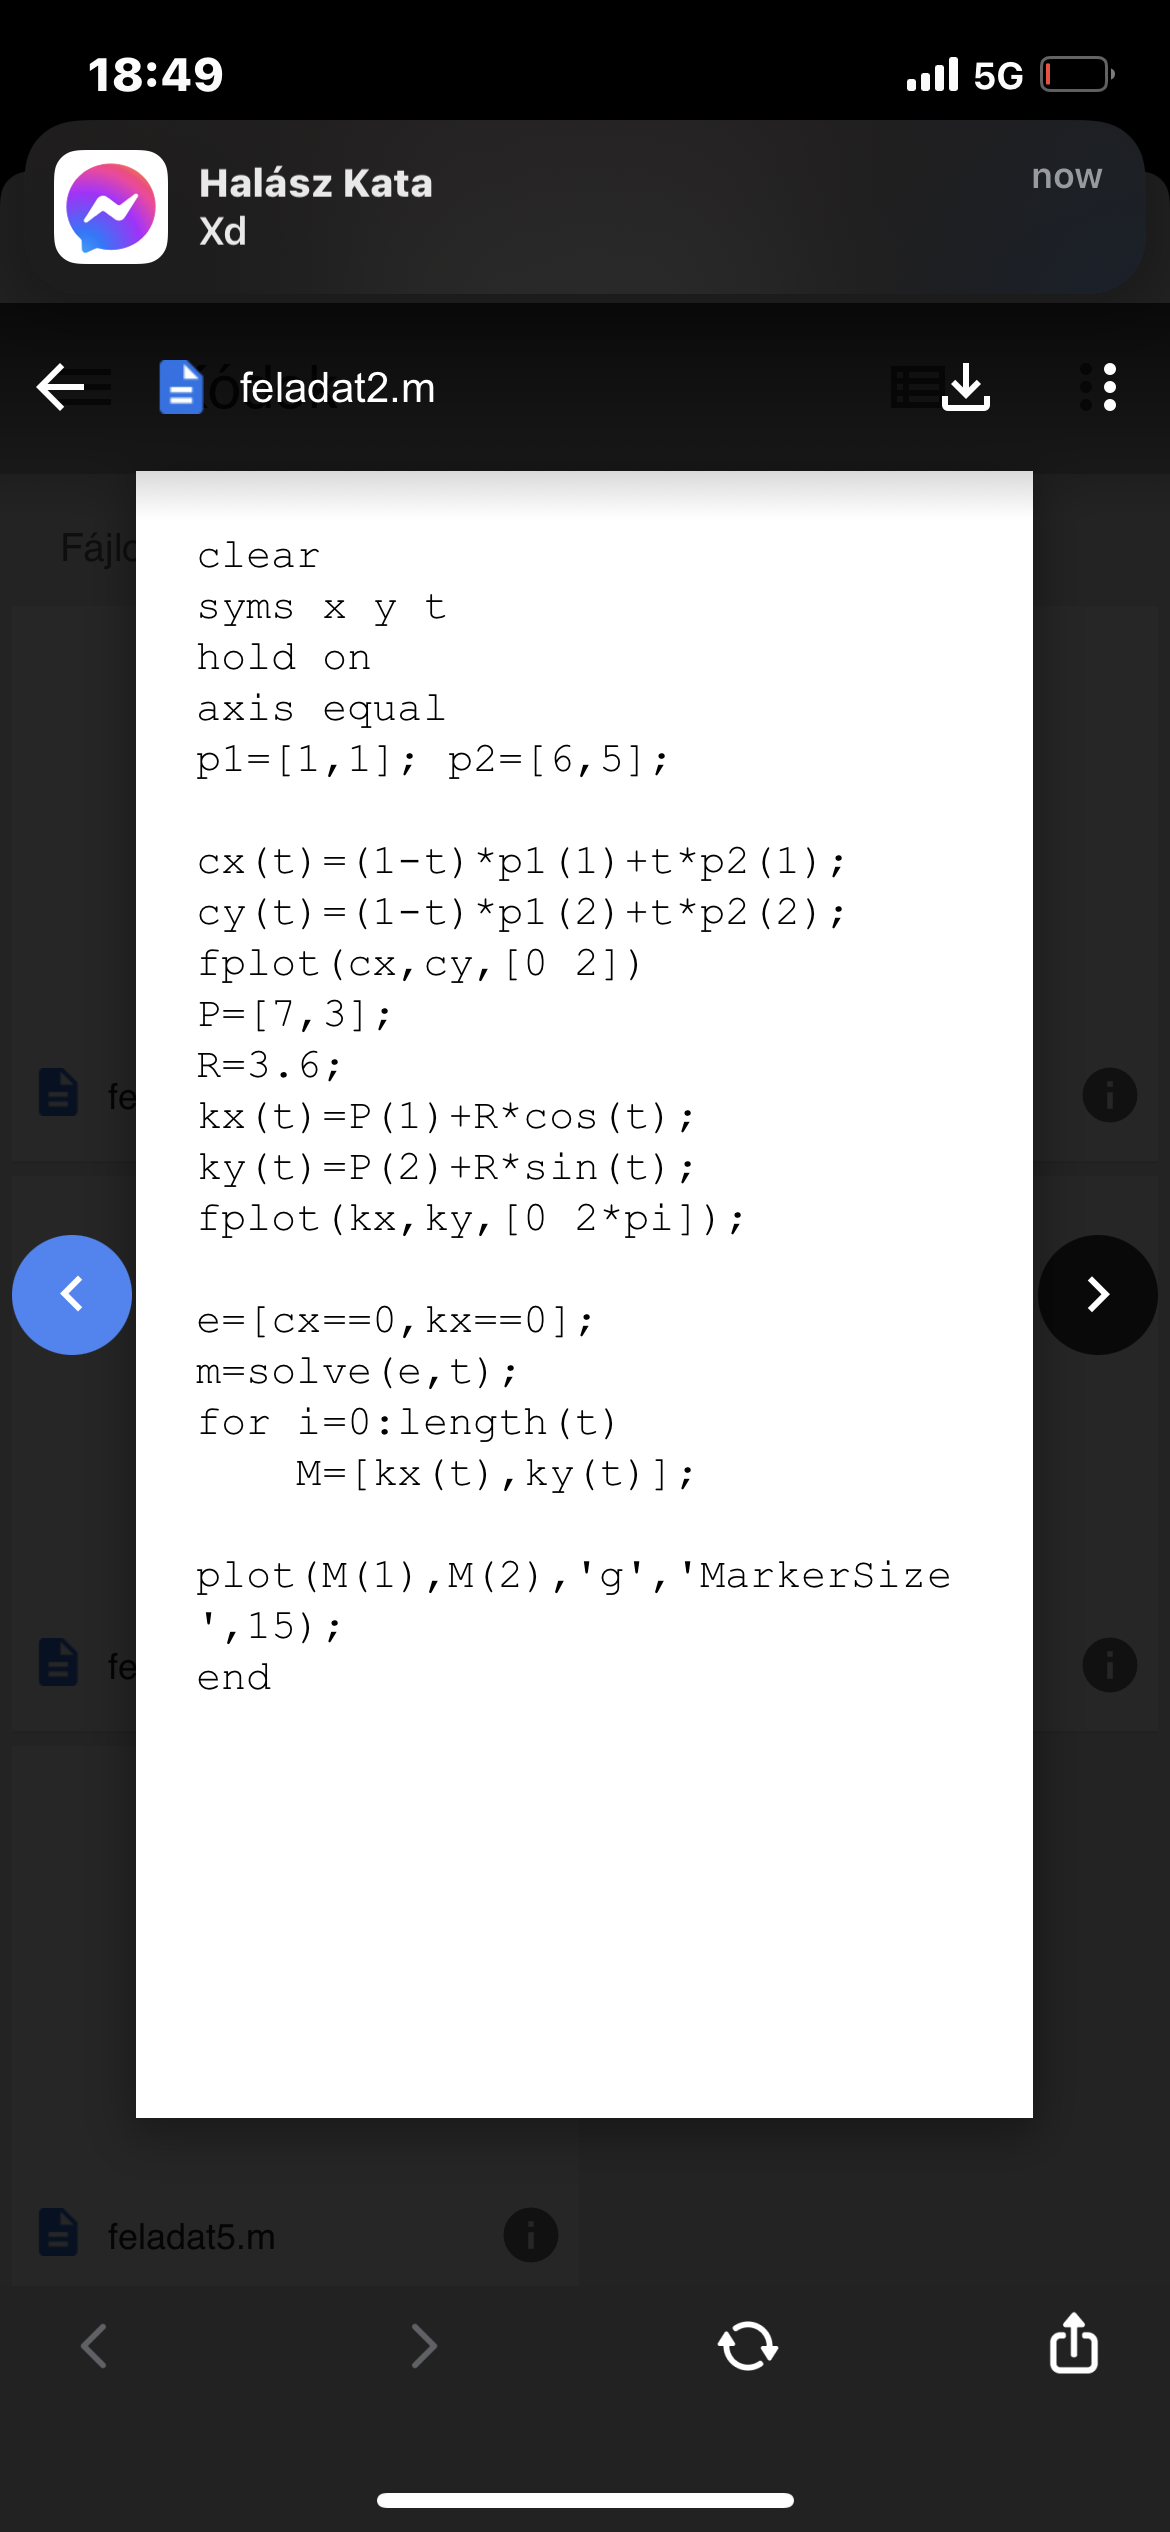 18:49
5G
Halász Kata
now
Xd
feladat2.m
clear
syms x y t
hold on
axis equal
p1=[1,1]; p2=[6,5];
cx(t)=(1-t)*p1(1)+t*p2(1);
cy(t)=(1-t)*p1(2)+t*p2(2);
fplot(cx,cy,[0 2])
P=[7,3];
R=3.6;
kx(t)=P(1)+R*cos(t);
ky(t)=P(2)+R*sin(t);
fplot(kx,ky,[0 2*pi]);
e=[cx==0,kx==0];
m=solve(e,t);
for i=0:length(t)
    M=[kx(t),ky(t)];
plot(M(1),M(2),'g','MarkerSize
',15);
end
feladat5.m